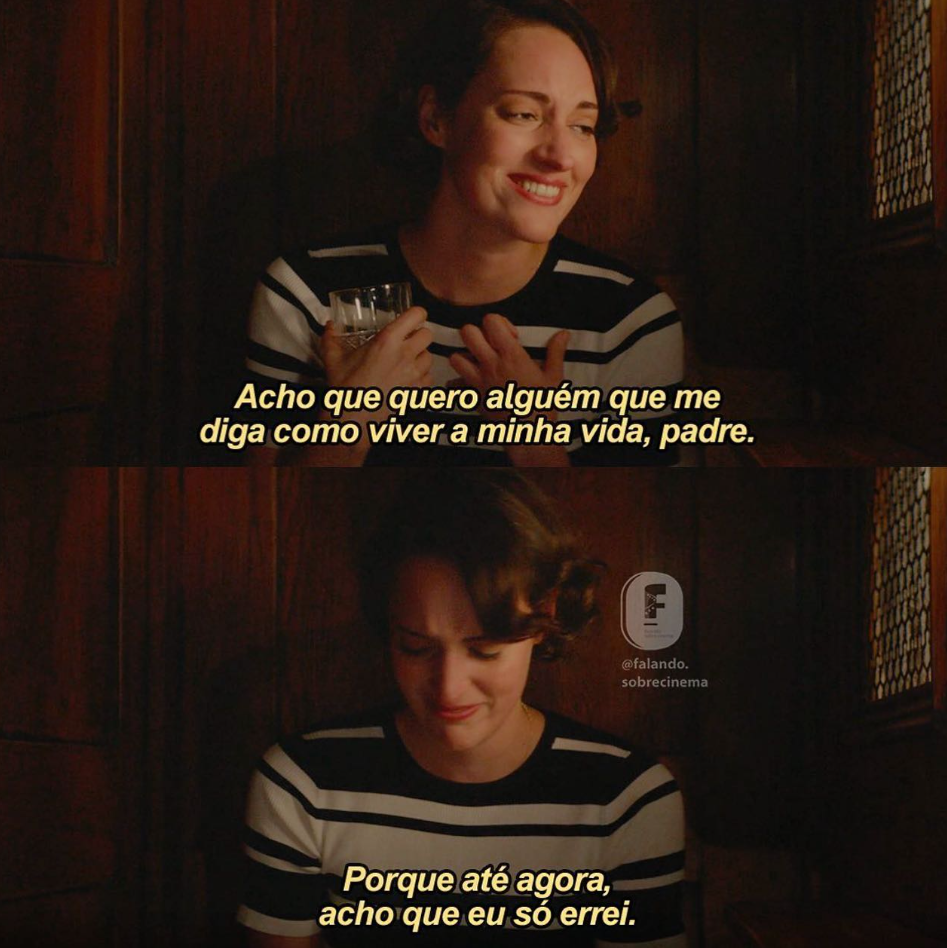 Acho que quero alguém que me
diga como viver a minha vida, padre.
F
@falando.
sobrecinema
Porque até agora,
acho que eu só errei.